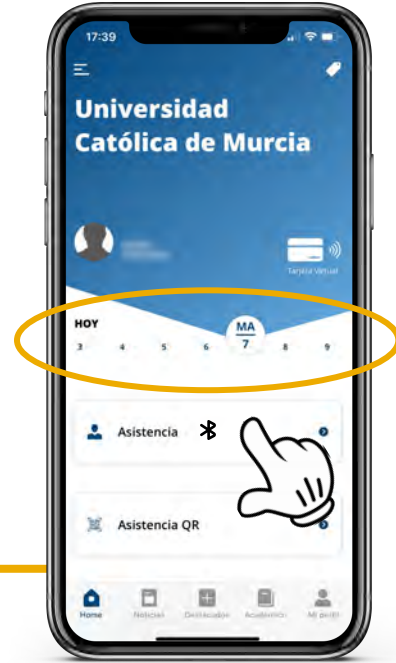 17:39
Universidad
Católica de Murcia
Tarjeta Virtual
HOY
MA
3 4 5 6 7 8 9
Asistencia
Asistencia QR
Home Noticias Destacados Académico Mi perfil